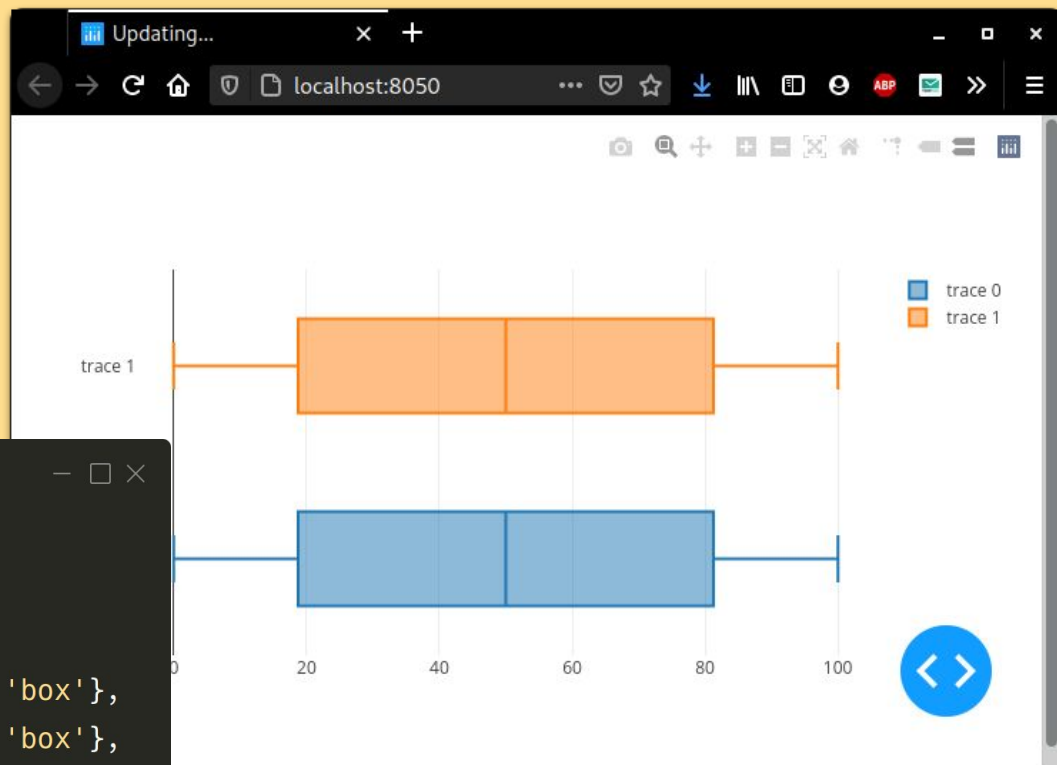 Updating...
localhost:8050
ABP
trace 0
trace 1
trace 1
0 20 40 60 80 100
'box'},
'box'},